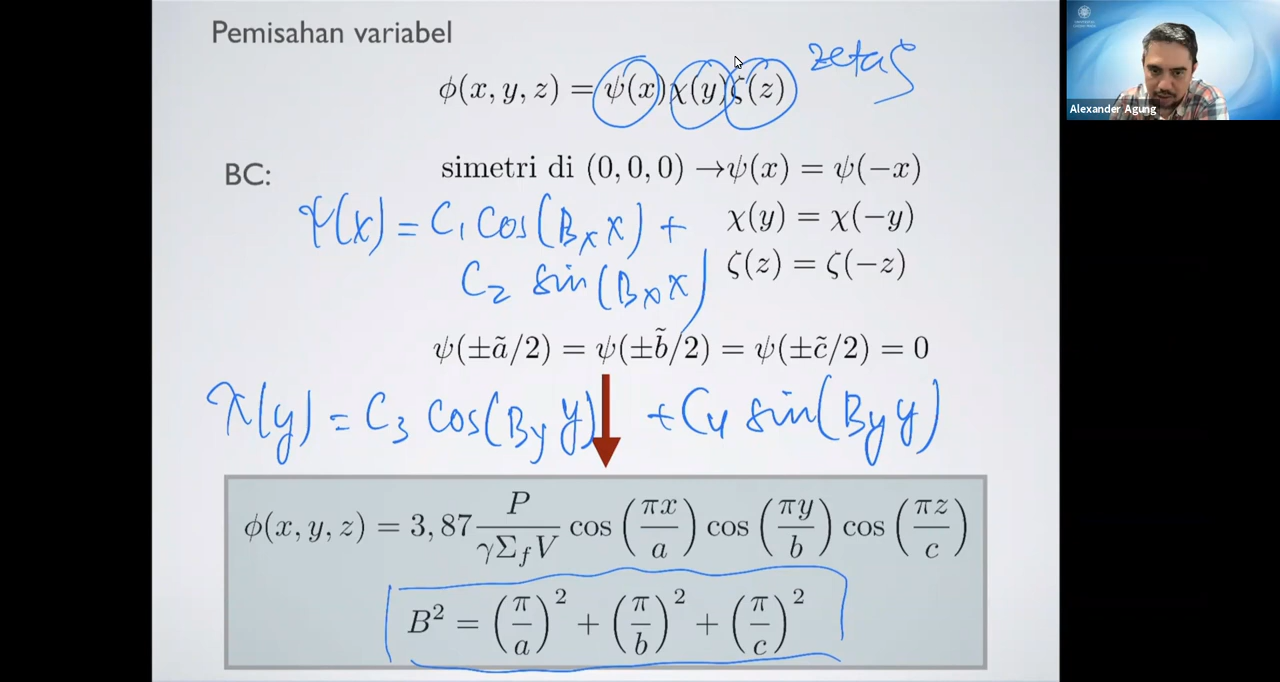 Pemisahan variabel
ϕ(x, y, z) = ψ(x)χ(y)ζ(z)
zeta ζ
BC:
simetri di (0, 0, 0) →ψ(x) = ψ(−x)
χ(y) = χ(−y)
ζ(z) = ζ(−z)
Ψ(x) = C₁ Cos(Bₓ x) +
C₂ sin(Bₓ x)
ψ(±ã/2) = ψ(±b̃/2) = ψ(±c̃/2) = 0
χ(y) = C₃ cos(B_y y) + C₄ sin(B_y y)
ϕ(x, y, z) = 3, 87 P/(γΣ_f V) cos (πx/a) cos (πy/b) cos (πz/c)
B² = (π/a)² + (π/b)² + (π/c)²
Alexander Agung